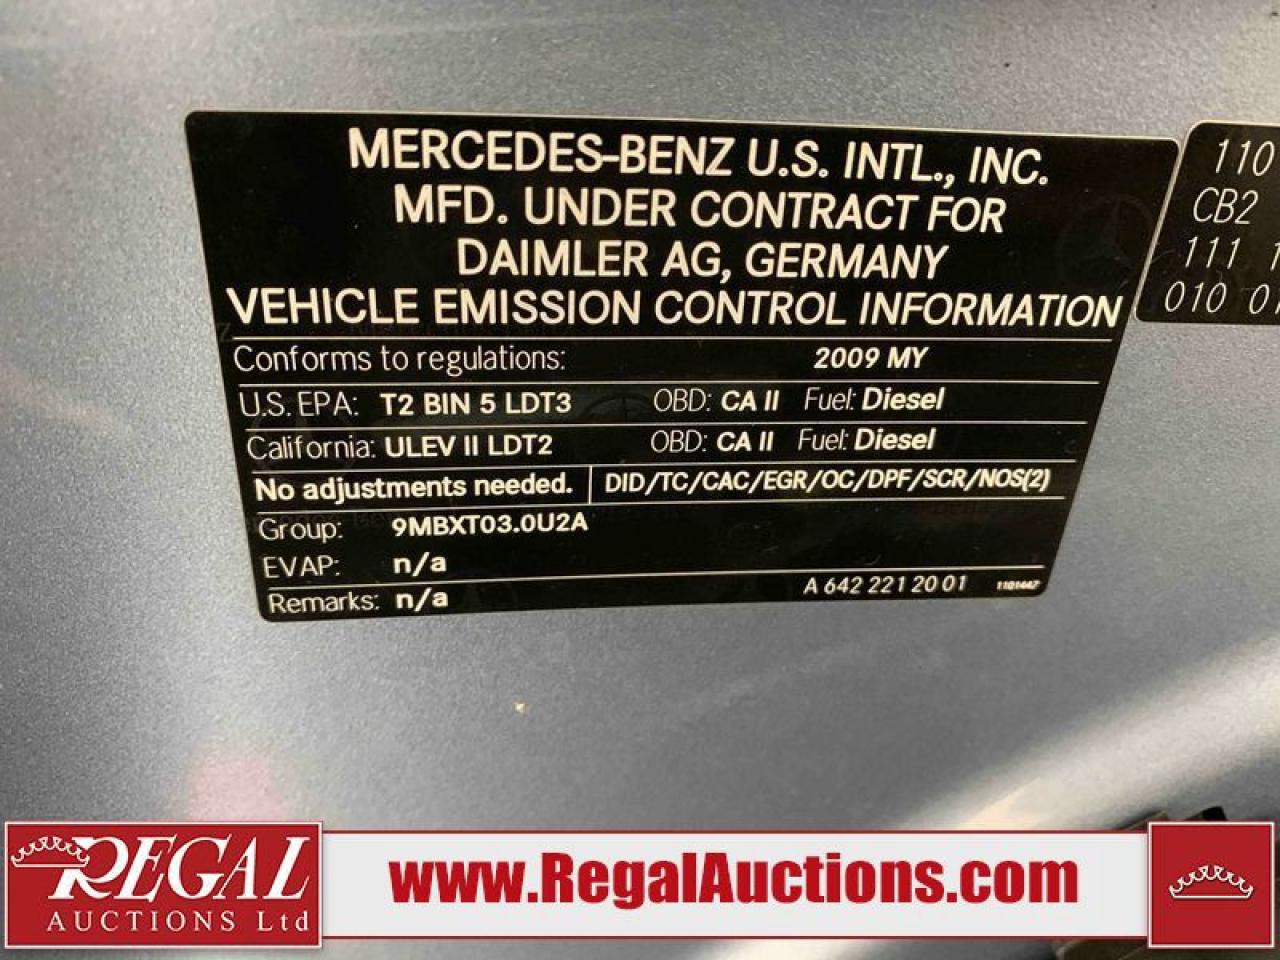 MERCEDES-BENZ U.S. INTL., INC.
MFD. UNDER CONTRACT FOR
DAIMLER AG, GERMANY
VEHICLE EMISSION CONTROL INFORMATION
Conforms to regulations: 2009 MY
U.S. EPA: T2 BIN 5 LDT3 OBD: CA II Fuel: Diesel
California: ULEV II LDT2 OBD: CA II Fuel: Diesel
No adjustments needed. DID/TC/CAC/EGR/OC/DPF/SCR/NOS(2)
Group: 9MBXT03.0U2A
EVAP: n/a
Remarks: n/a A 642 221 20 01 1101447
110
CB2
111
010
REGAL
AUCTIONS Ltd
www.RegalAuctions.com